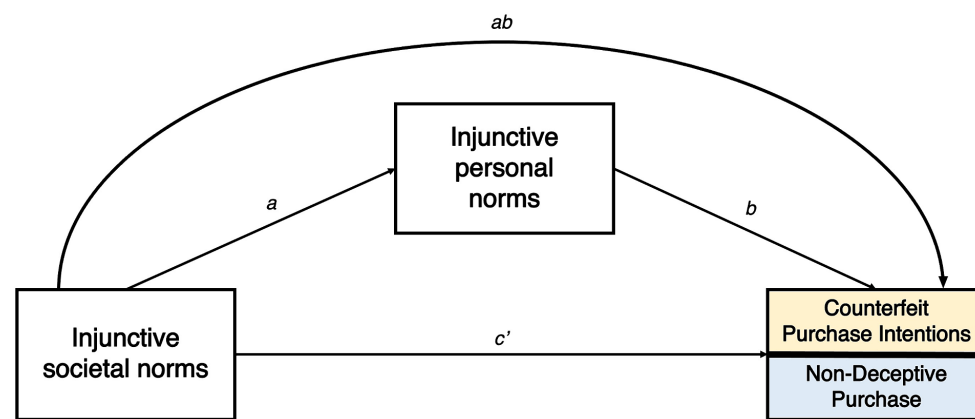 ab
Injunctive
personal
norms
a
b
Injunctive
societal norms
c'
Counterfeit
Purchase Intentions
Non-Deceptive
Purchase